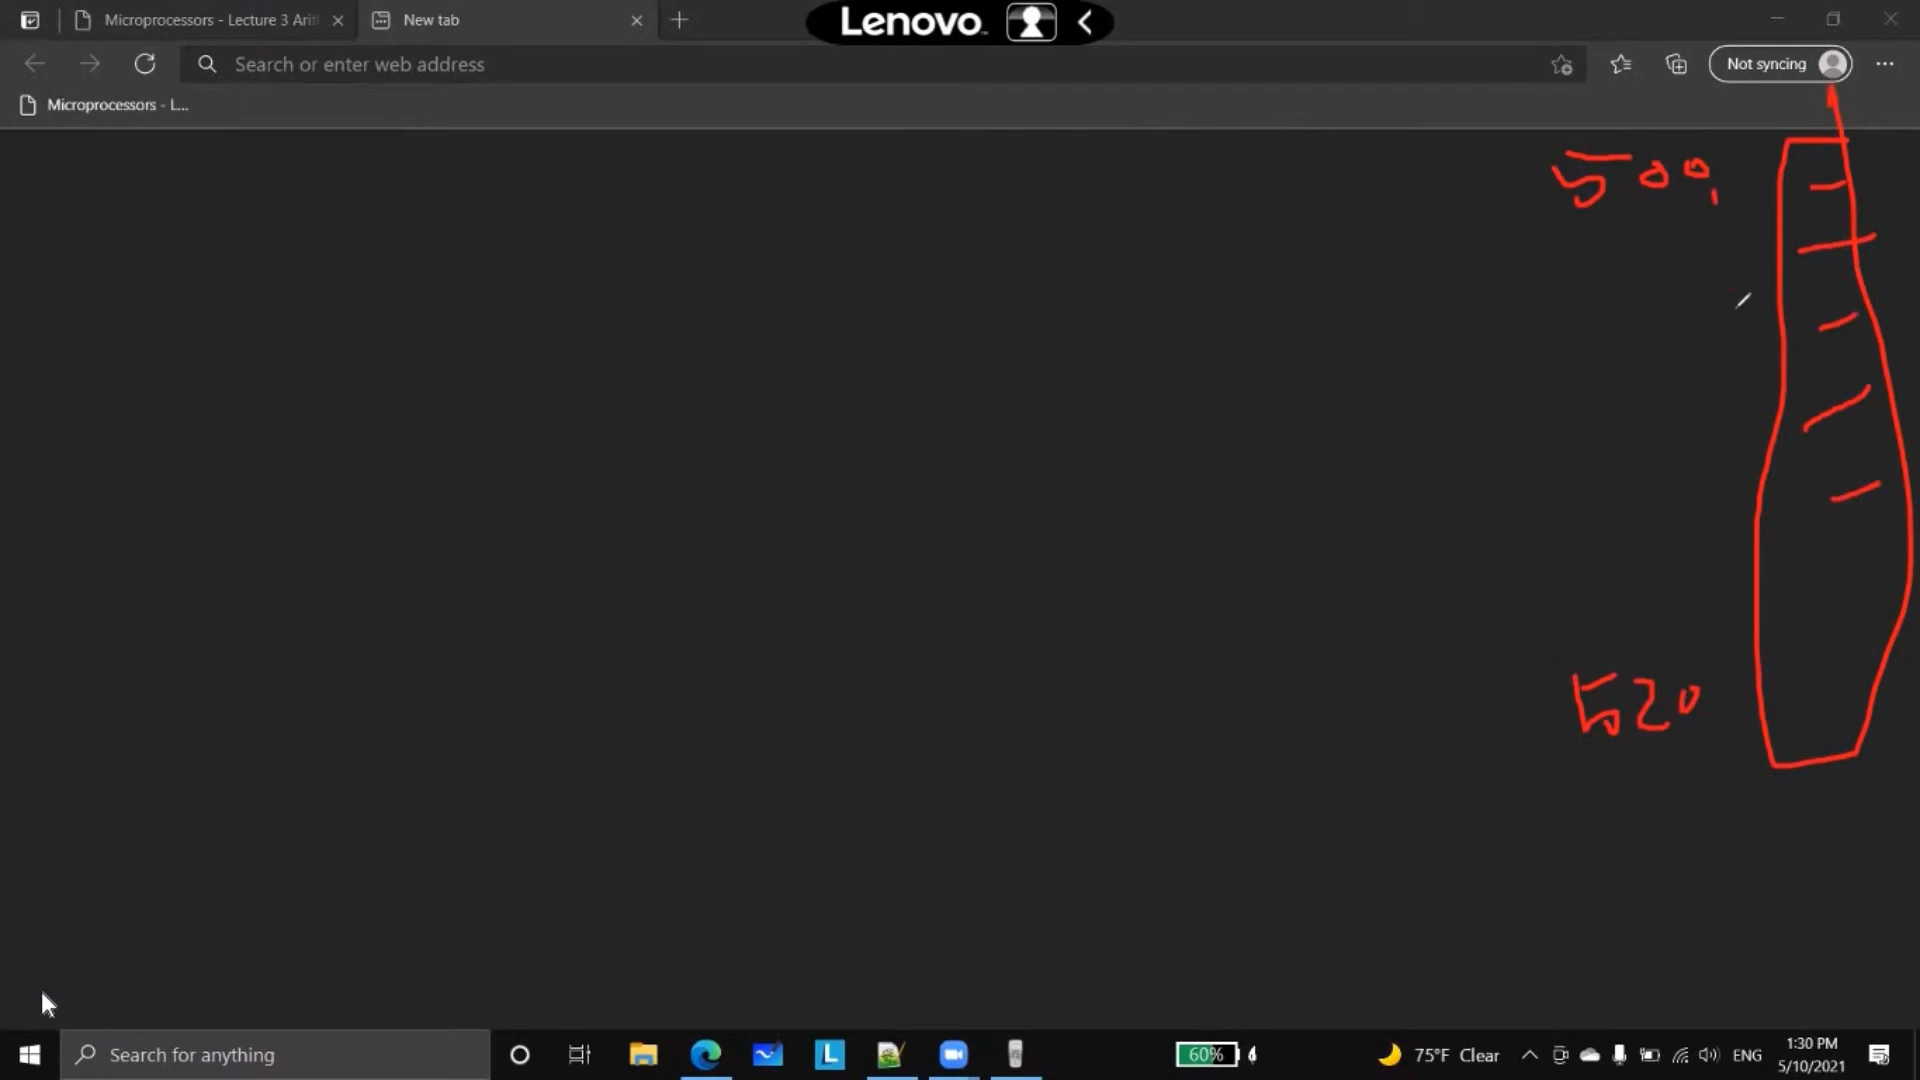 Microprocessors - Lecture 3 Arit
New tab
Lenovo
Search or enter web address
Not syncing
Microprocessors - L...
500,
520
Search for anything
L
60%
75°F Clear
ENG
1:30 PM
5/10/2021